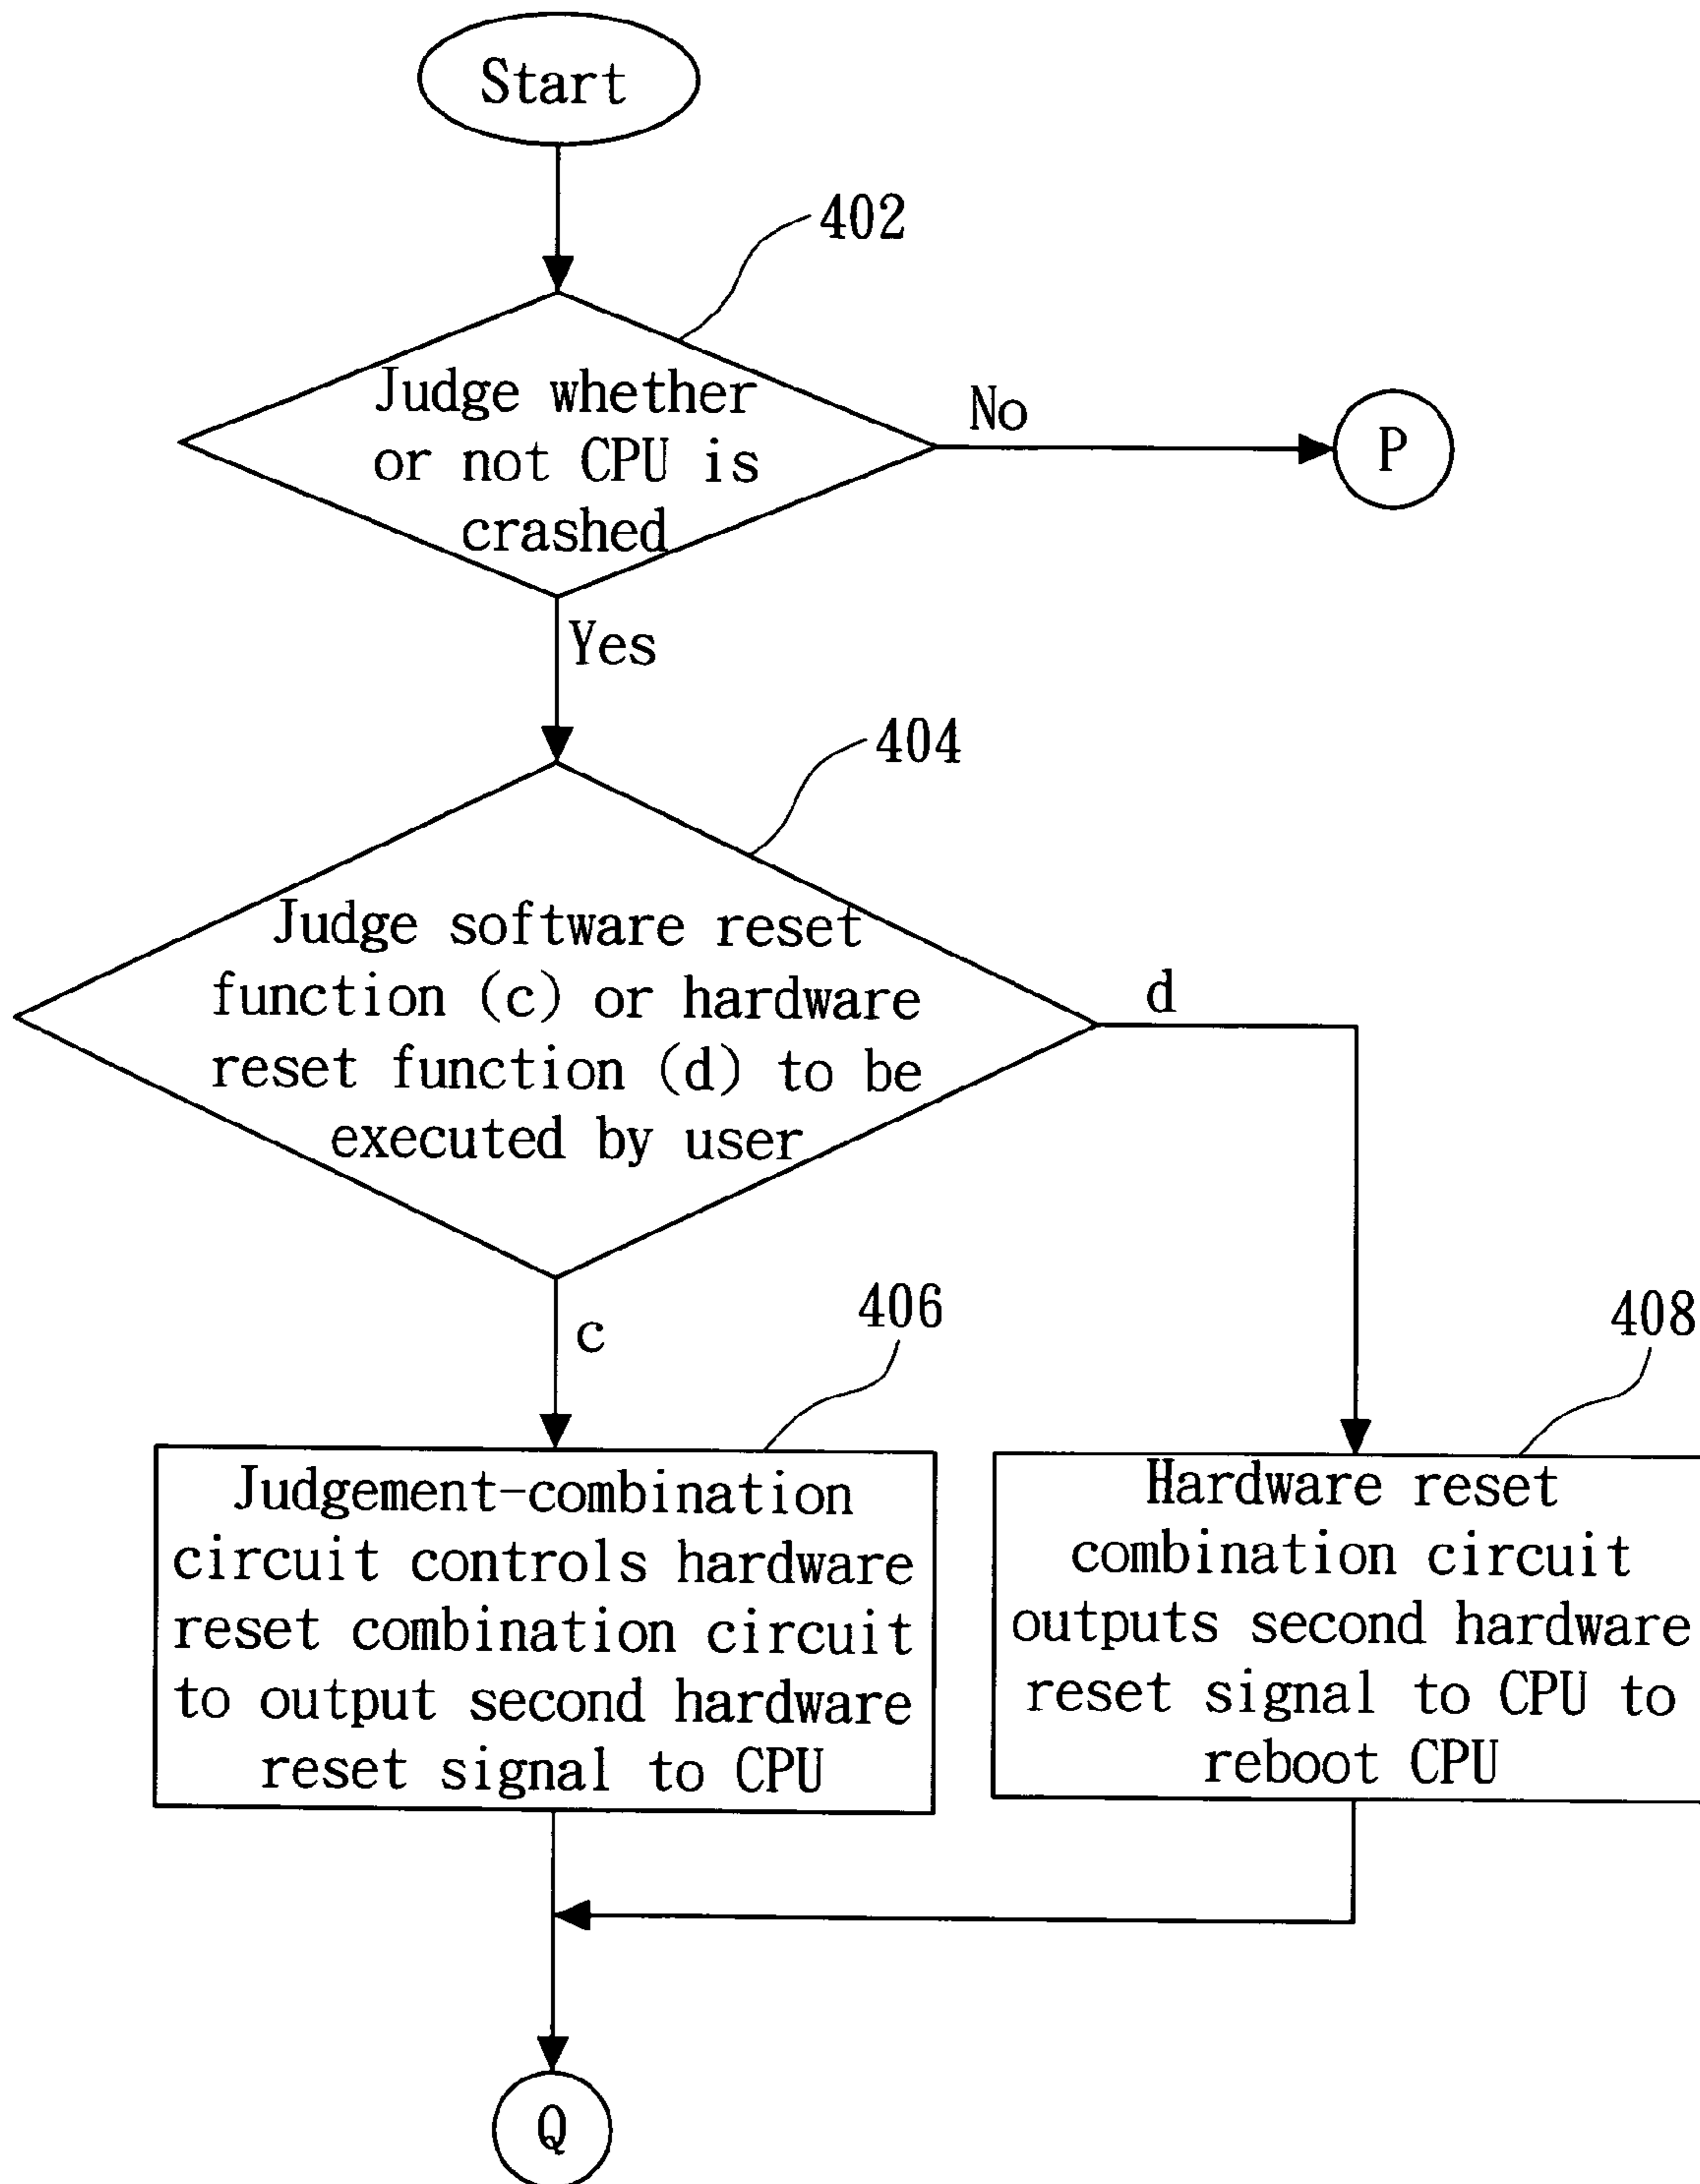 Start
402
Judge whether
or not CPU is
crashed
No
P
Yes
404
Judge software reset
function (c) or hardware
reset function (d) to be
executed by user
d
c
406
408
Judgement-combination
circuit controls hardware
reset combination circuit
to output second hardware
reset signal to CPU
Hardware reset
combination circuit
outputs second hardware
reset signal to CPU to
reboot CPU
Q